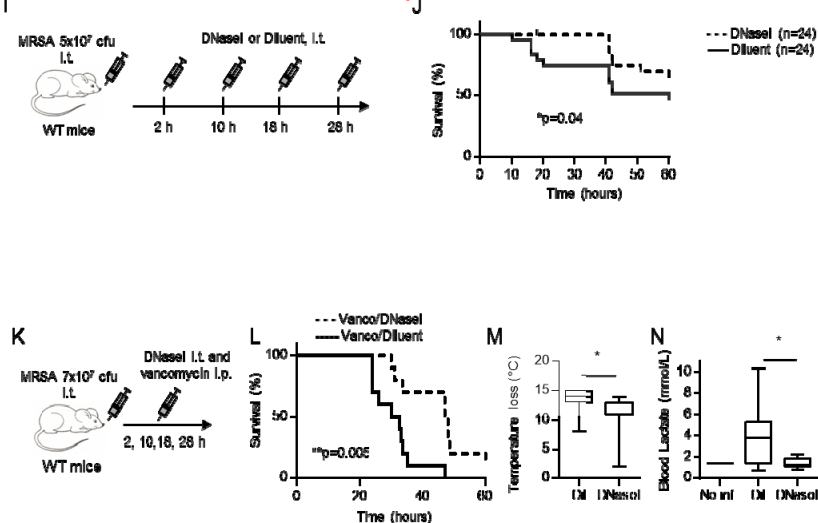 I
MRSA 5x10⁷ cfu
i.t.
DNaseI or Diluent, i.t.
WT mice
2 h
10 h
18 h
28 h
J
DNaseI (n=24)
Diluent (n=24)
Survival (%)
100
50
0
*p=0.04
0 10 20 30 40 50 60
Time (hours)
K
MRSA 7x10⁷ cfu
i.t.
DNaseI i.t. and
vancomycin i.p.
2, 10, 18, 28 h
WT mice
L
Vanco/DNaseI
Vanco/Diluent
Survival (%)
100
50
0
**p=0.005
0 20 40 60
Time (hours)
M
Temperature loss (°C)
20
15
10
5
0
*
Dil DNaseI
N
Blood Lactate (mmol/L)
10
8
6
4
2
0
*
No inf Dil DNaseI